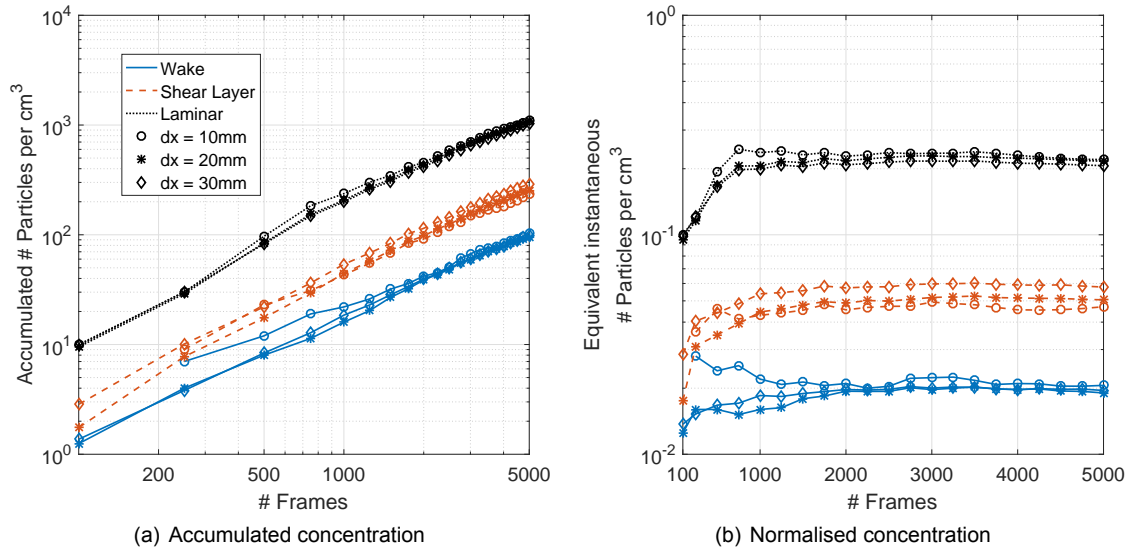 10^4
10^3
10^2
10^1
10^0
200
500
1000
2000
5000
Accumulated # Particles per cm^3
# Frames
Wake
Shear Layer
Laminar
dx = 10mm
dx = 20mm
dx = 30mm
(a) Accumulated concentration
10^0
10^-1
10^-2
100
1000
2000
3000
4000
5000
Equivalent instantaneous
# Particles per cm^3
# Frames
(b) Normalised concentration